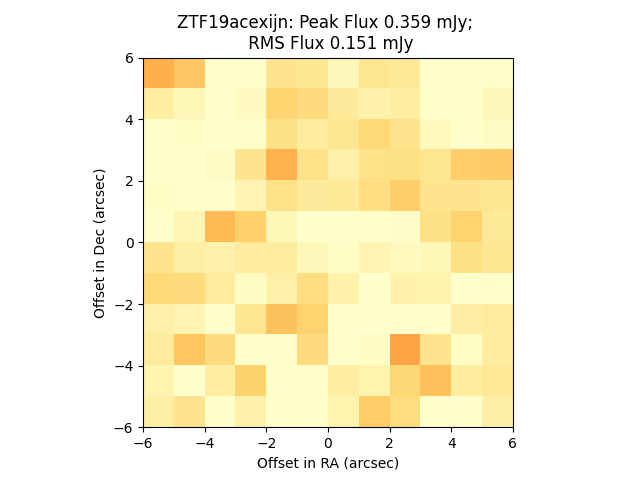 ZTF19acexijn: Peak Flux 0.359 mJy;
RMS Flux 0.151 mJy
6
4
2
0
−2
−4
−6
Offset in Dec (arcsec)
−6 −4 −2 0 2 4 6
Offset in RA (arcsec)